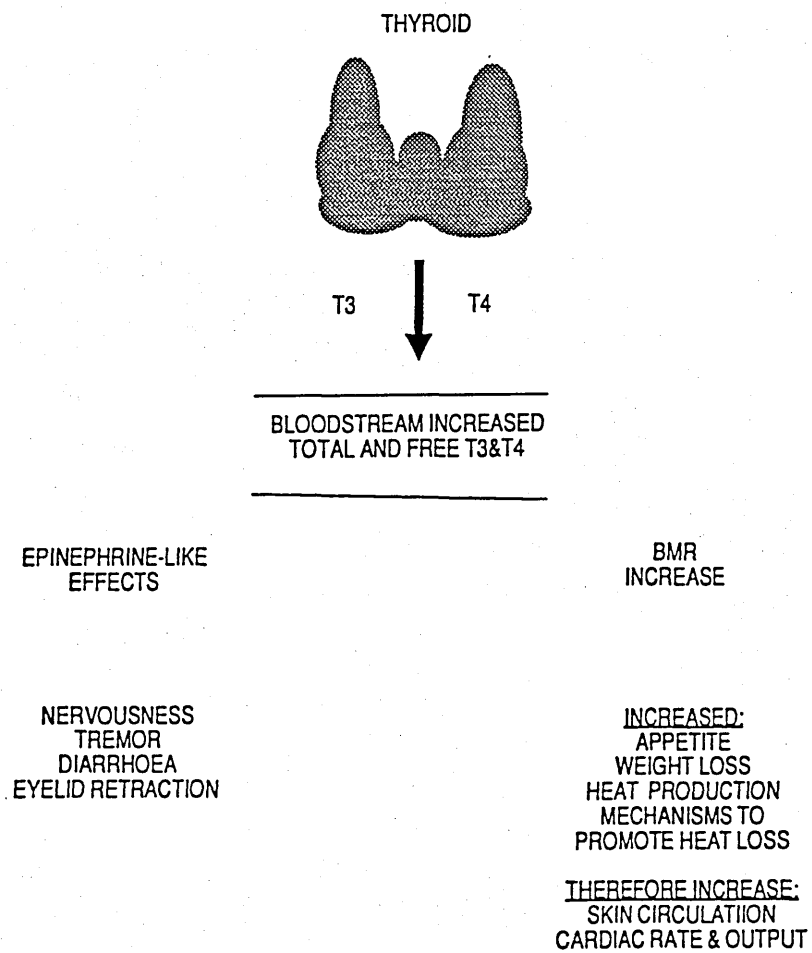 THYROID
T3
T4
BLOODSTREAM INCREASED
TOTAL AND FREE T3&T4
EPINEPHRINE-LIKE
EFFECTS
BMR
INCREASE
NERVOUSNESS
TREMOR
DIARRHOEA
EYELID RETRACTION
INCREASED:
APPETITE
WEIGHT LOSS
HEAT PRODUCTION
MECHANISMS TO
PROMOTE HEAT LOSS
THEREFORE INCREASE:
SKIN CIRCULATIION
CARDIAC RATE & OUTPUT